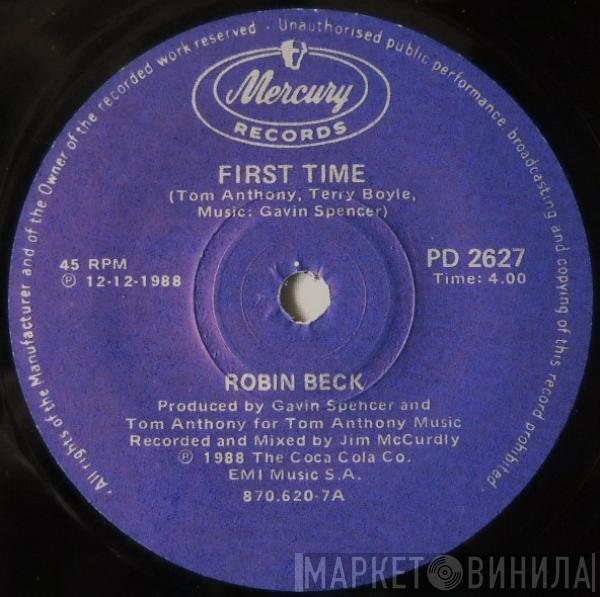 · All rights of the Manufacturer and of the Owner of the recorded work reserved · Unauthorised public performance, broadcasting and copying of this record prohibited ·
Mercury
RECORDS
FIRST TIME
(Tom Anthony, Terry Boyle,
Music: Gavin Spencer)
45 RPM
℗ 12-12-1988
PD 2627
Time: 4.00
ROBIN BECK
Produced by Gavin Spencer and
Tom Anthony for Tom Anthony Music
Recorded and Mixed by Jim McCurdly
℗ 1988 The Coca Cola Co.
EMI Music S.A.
870.620-7A
МАРКЕТ ВИНИЛА